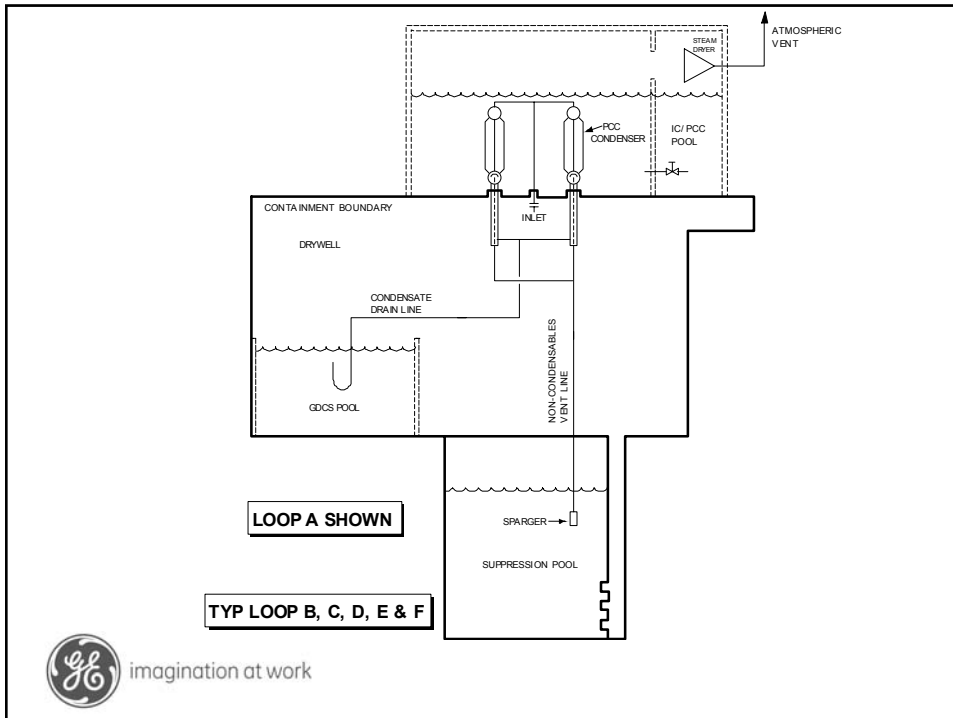 ATMOSPHERIC
VENT
STEAM
DRYER
PCC
CONDENSER
IC/PCC
POOL
CONTAINMENT BOUNDARY
INLET
DRYWELL
CONDENSATE
DRAIN LINE
NON-CONDENSABLES
VENT LINE
GDCS POOL
LOOP A SHOWN
SPARGER
SUPPRESSION POOL
TYP LOOP B, C, D, E & F
GE
imagination at work